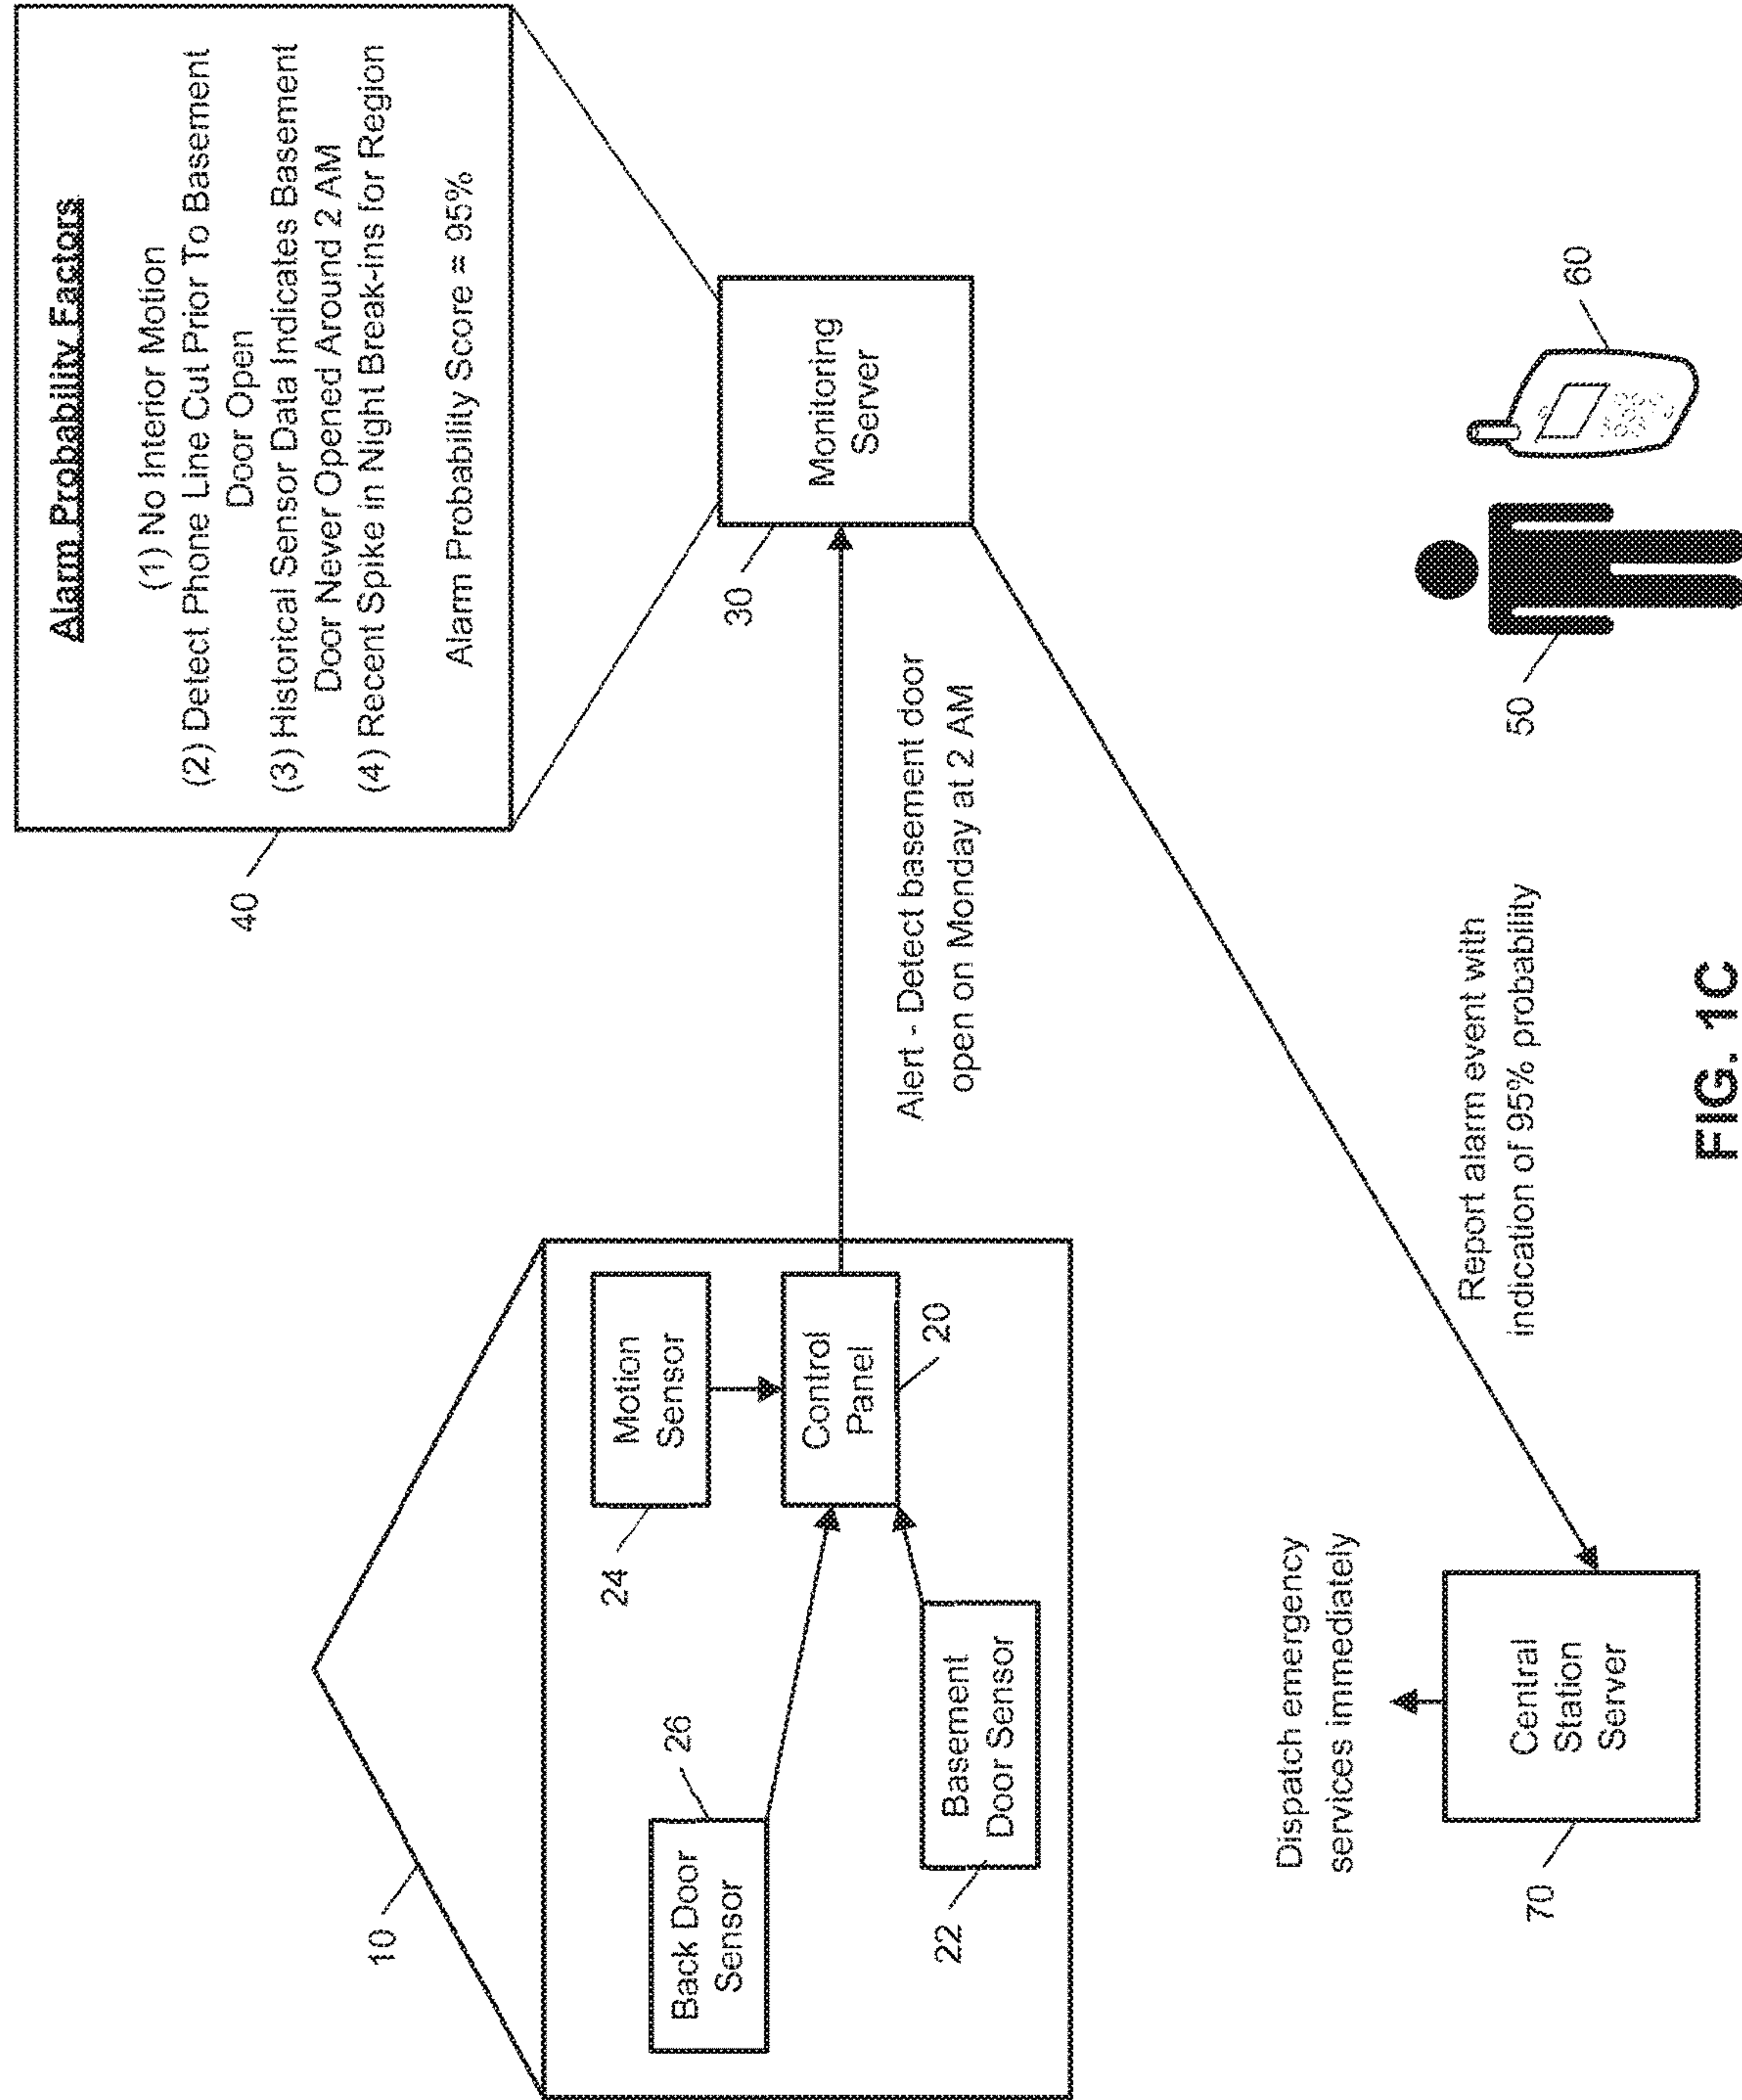 Alarm Probability Factors
(1) No Interior Motion
(2) Detect Phone Line Cut Prior To Basement
Door Open
(3) Historical Sensor Data Indicates Basement
Door Never Opened Around 2 AM
(4) Recent Spike in Night Break-ins for Region
Alarm Probability Score = 95%
40
10
Back Door
Sensor
26
Motion
Sensor
24
Control
Panel
20
Basement
Door Sensor
22
Alert - Detect basement door
open on Monday at 2 AM
Monitoring
Server
30
Dispatch emergency
services immediately
Central
Station
Server
70
Report alarm event with
indication of 95% probability
50
60
FIG. 1C